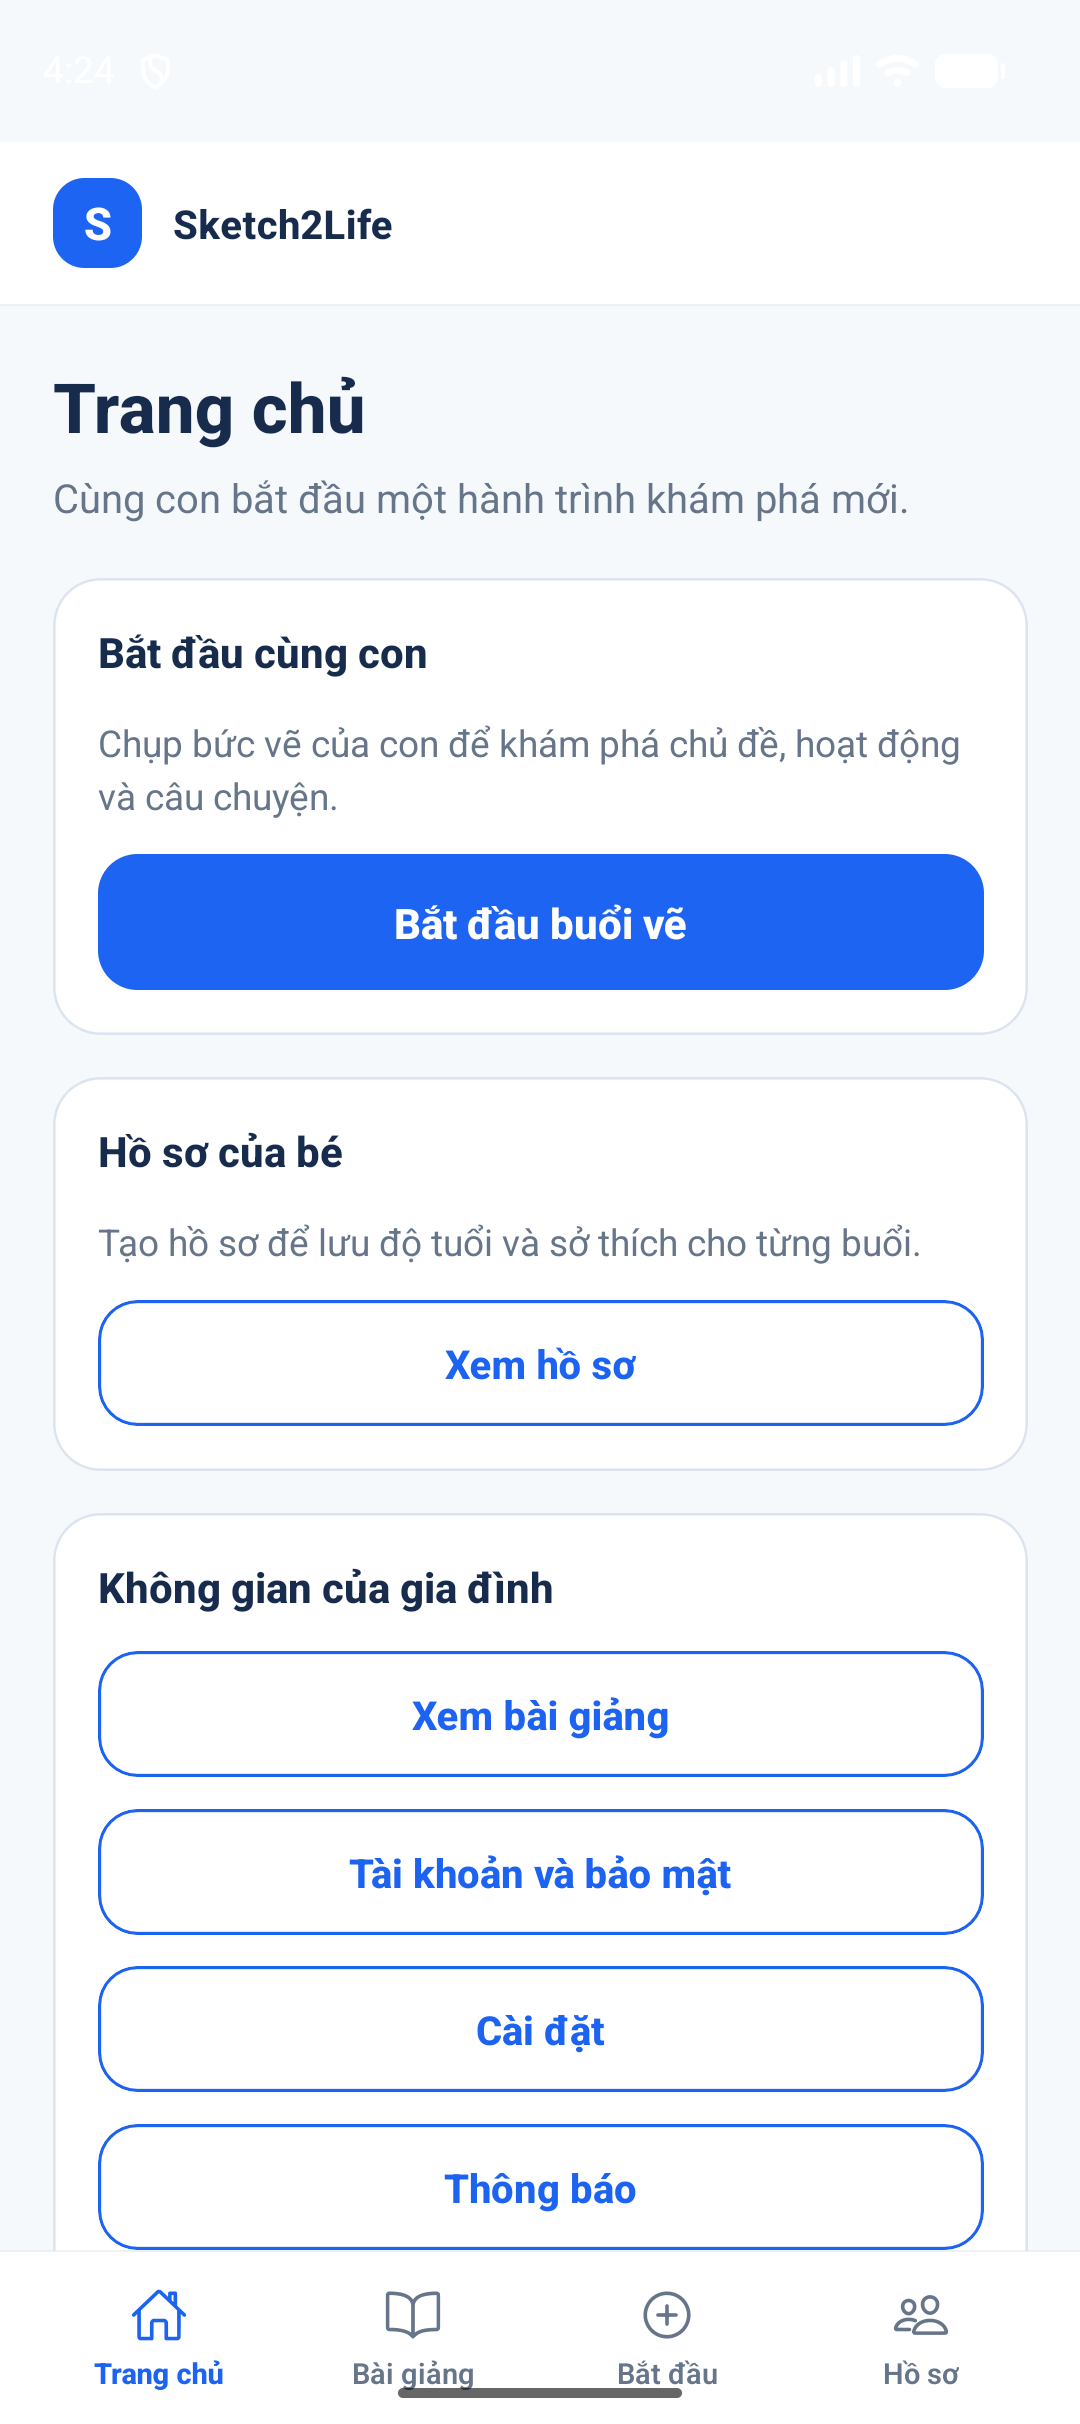 4:24
S
Sketch2Life
Trang chủ
Cùng con bắt đầu một hành trình khám phá mới.
Bắt đầu cùng con
Chụp bức vẽ của con để khám phá chủ đề, hoạt động
và câu chuyện.
Bắt đầu buổi vẽ
Hồ sơ của bé
Tạo hồ sơ để lưu độ tuổi và sở thích cho từng buổi.
Xem hồ sơ
Không gian của gia đình
Xem bài giảng
Tài khoản và bảo mật
Cài đặt
Thông báo
Trang chủ
Bài giảng
Bắt đầu
Hồ sơ